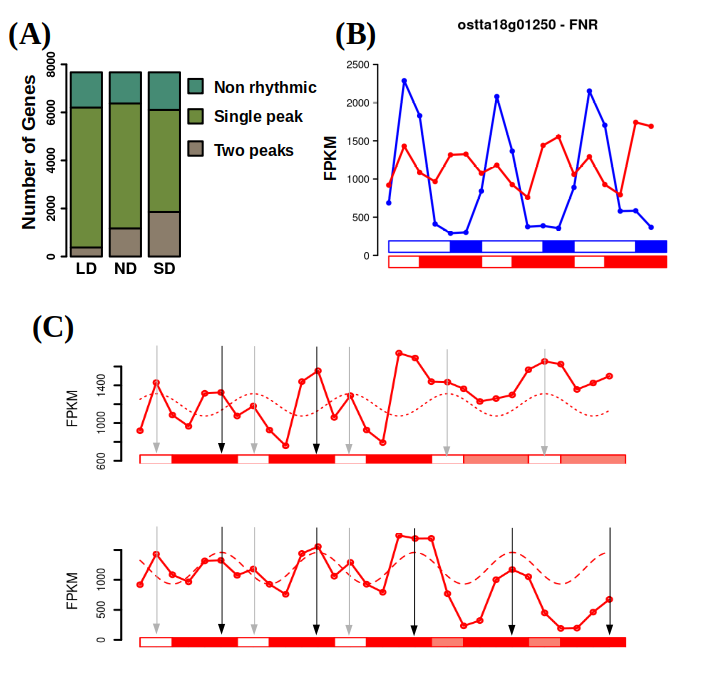 (A)
Number of Genes
0
2000
4000
6000
8000
LD
ND
SD
Non rhythmic
Single peak
Two peaks
(B)
ostta18g01250 - FNR
FPKM
2500
2000
1500
1000
500
0
(C)
FPKM
600
1000
1400
FPKM
0
500
1000